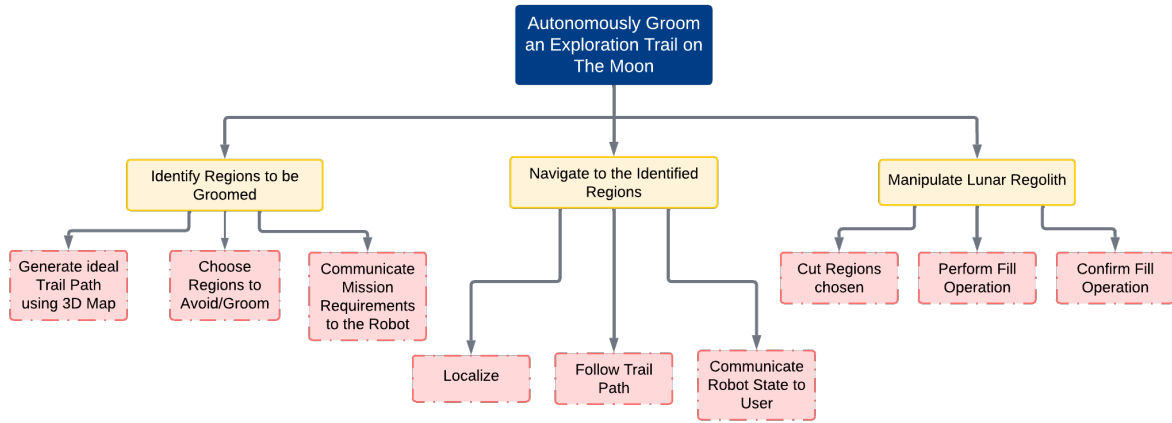 Autonomously Groom
an Exploration Trail on
The Moon
Identify Regions to be
Groomed
Navigate to the Identified
Regions
Manipulate Lunar Regolith
Generate ideal
Trail Path
using 3D Map
Choose
Regions to
Avoid/Groom
Communicate
Mission
Requirements
to the Robot
Localize
Follow Trail
Path
Communicate
Robot State to
User
Cut Regions
chosen
Perform Fill
Operation
Confirm Fill
Operation